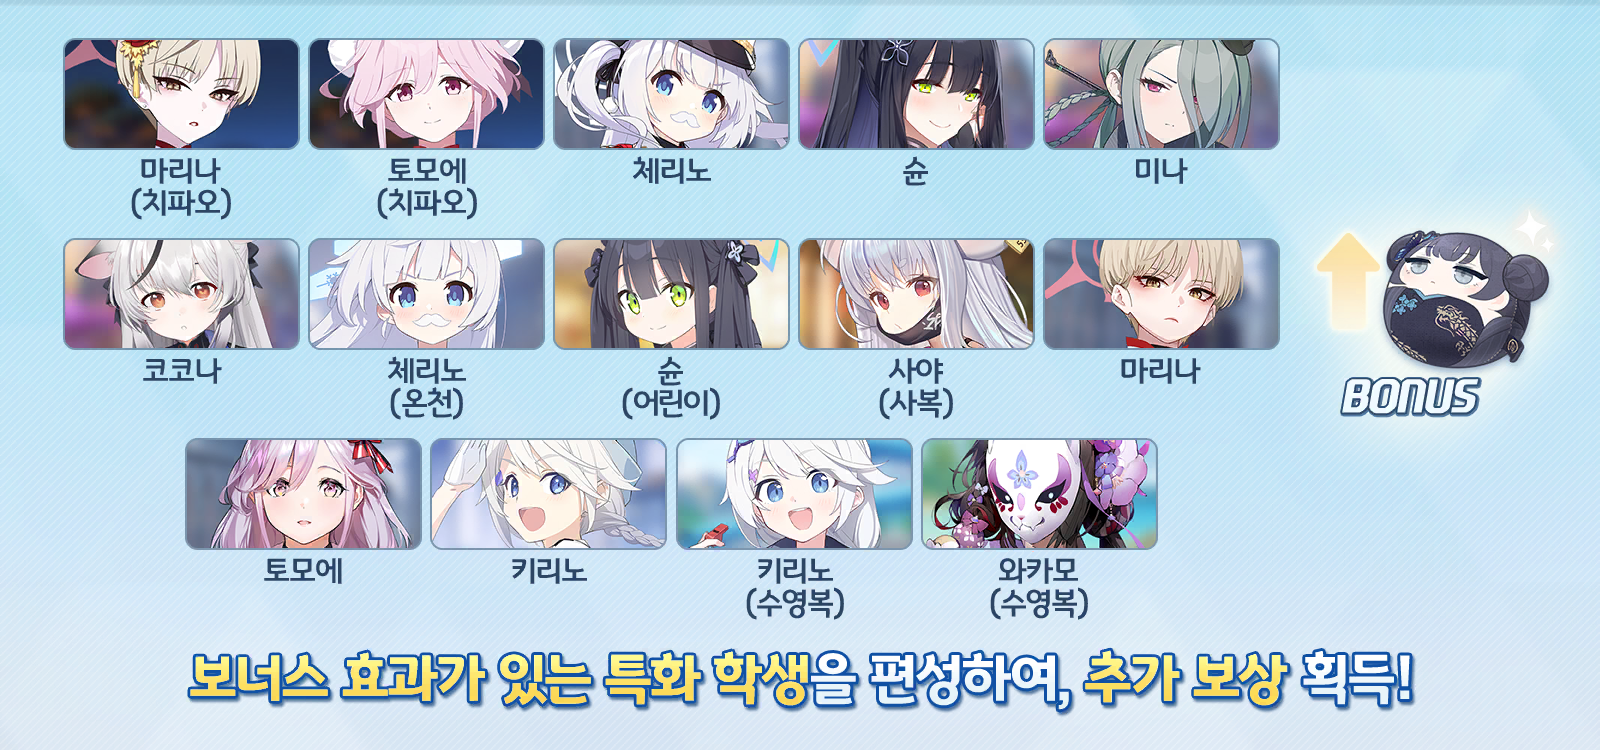 마리나
(치파오)
토모에
(치파오)
체리노
슌
미나
코코나
체리노
(온천)
슌
(어린이)
사야
(사복)
마리나
BONUS
토모에
키리노
키리노
(수영복)
와카모
(수영복)
보너스 효과가 있는 특화 학생을 편성하여, 추가 보상 획득!